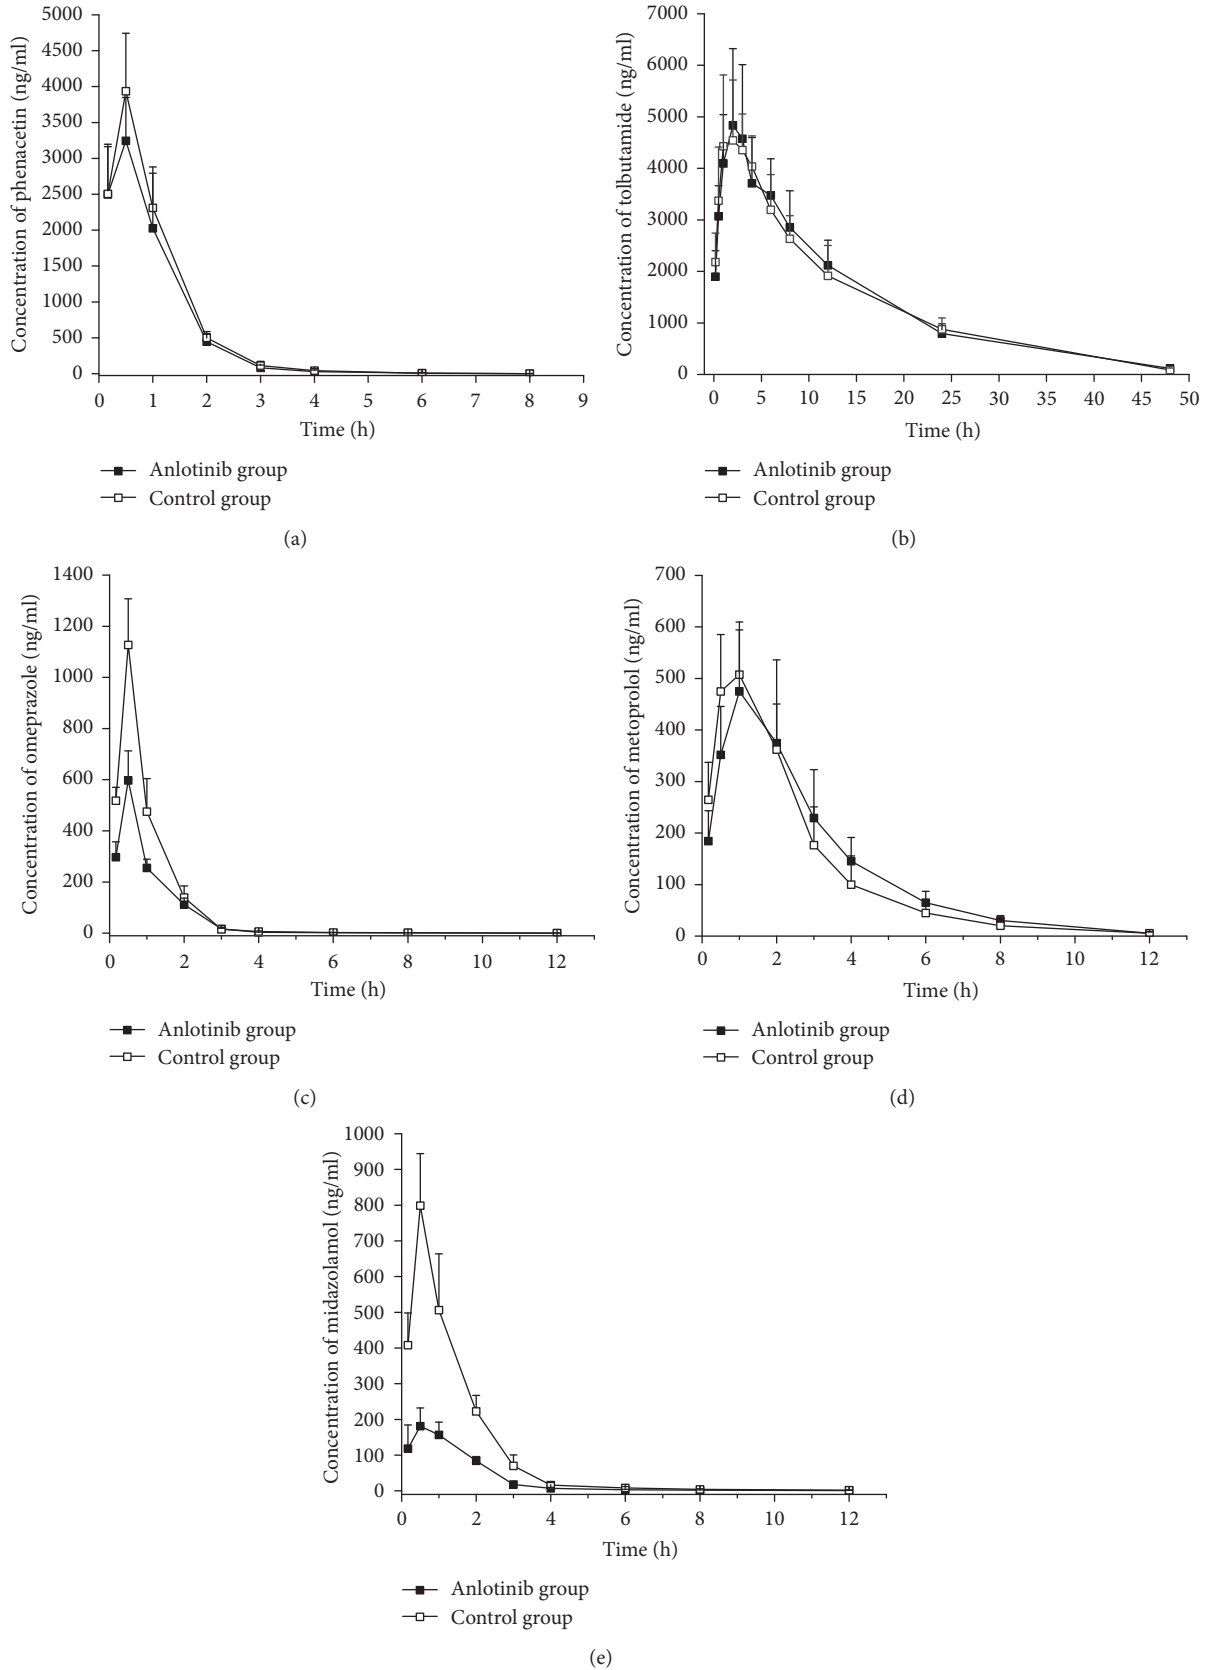 5000
4500
4000
3500
3000
2500
2000
1500
1000
500
0
Concentration of phenacetin (ng/ml)
0 1 2 3 4 5 6 7 8 9
Time (h)
Anlotinib group
Control group
(a)
7000
6000
5000
4000
3000
2000
1000
0
Concentration of tolbutamide (ng/ml)
0 5 10 15 20 25 30 35 40 45 50
Time (h)
Anlotinib group
Control group
(b)
1400
1200
1000
800
600
400
200
0
Concentration of omeprazole (ng/ml)
0 2 4 6 8 10 12
Time (h)
Anlotinib group
Control group
(c)
700
600
500
400
300
200
100
0
Concentration of metoprolol (ng/ml)
0 2 4 6 8 10 12
Time (h)
Anlotinib group
Control group
(d)
1000
900
800
700
600
500
400
300
200
100
0
Concentration of midazolamol (ng/ml)
0 2 4 6 8 10 12
Time (h)
Anlotinib group
Control group
(e)